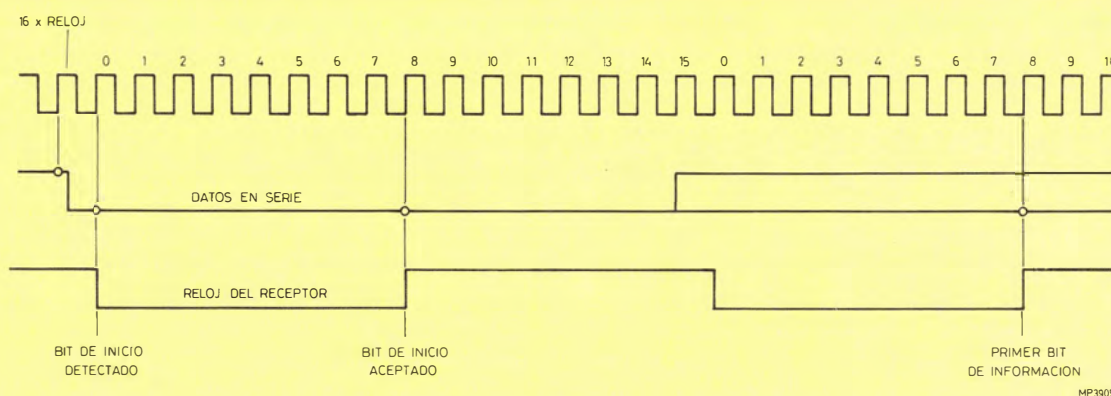 16 x RELOJ
0 1 2 3 4 5 6 7 8 9 10 11 12 13 14 15 0 1 2 3 4 5 6 7 8 9
DATOS EN SERIE
RELOJ DEL RECEPTOR
BIT DE INICIO
DETECTADO
BIT DE INICIO
ACEPTADO
PRIMER BIT
DE INFORMACION
MP3905